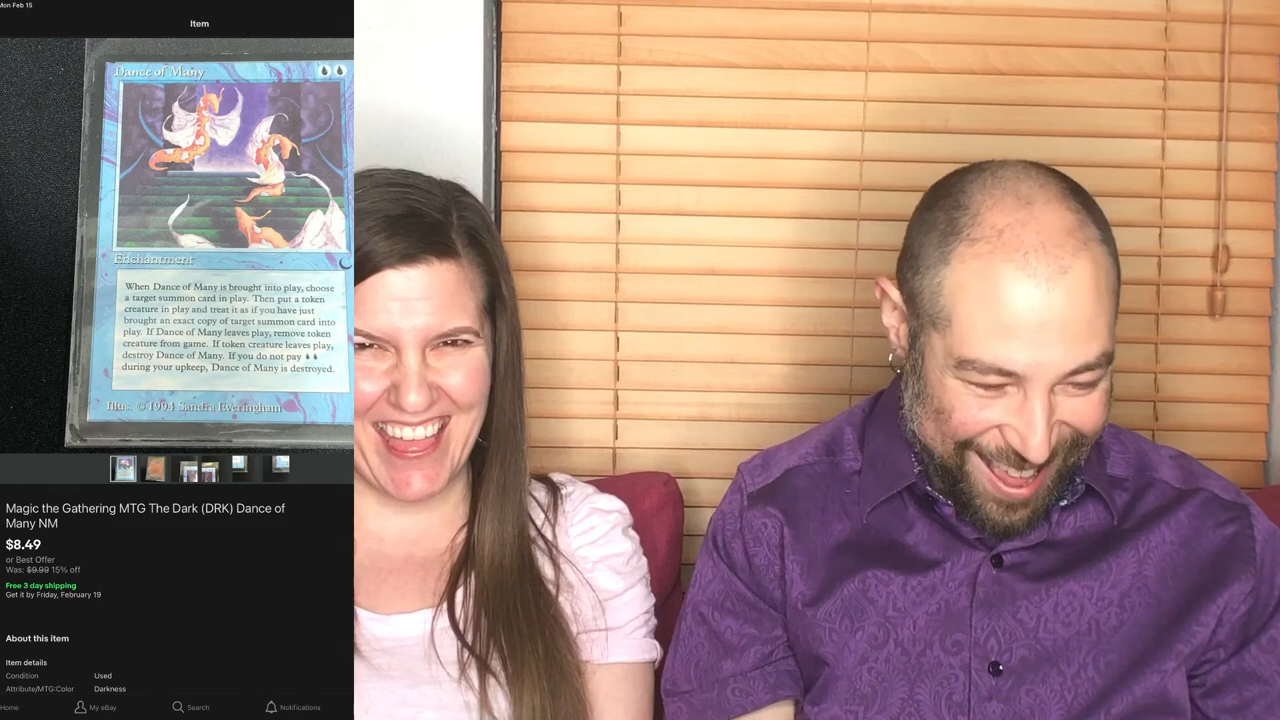 Mon Feb 15
Item
Dance of Many
Enchantment
When Dance of Many is brought into play, choose
a target summon card in play. Then put a token
creature in play and treat it as if you have just
brought an exact copy of target summon card into
play. If Dance of Many leaves play, remove token
creature from game. If token creature leaves play,
destroy Dance of Many. If you do not pay
during your upkeep, Dance of Many is destroyed.
Illus. © 1994 Sandra Everingham
Magic the Gathering MTG The Dark (DRK) Dance of
Many NM
$8.49
or Best Offer
Was: $9.99 15% off
Free 3 day shipping
Get it by Friday, February 19
About this item
Item details
Condition Used
Attribute/MTG:Color Darkness
Home My eBay Search Notifications